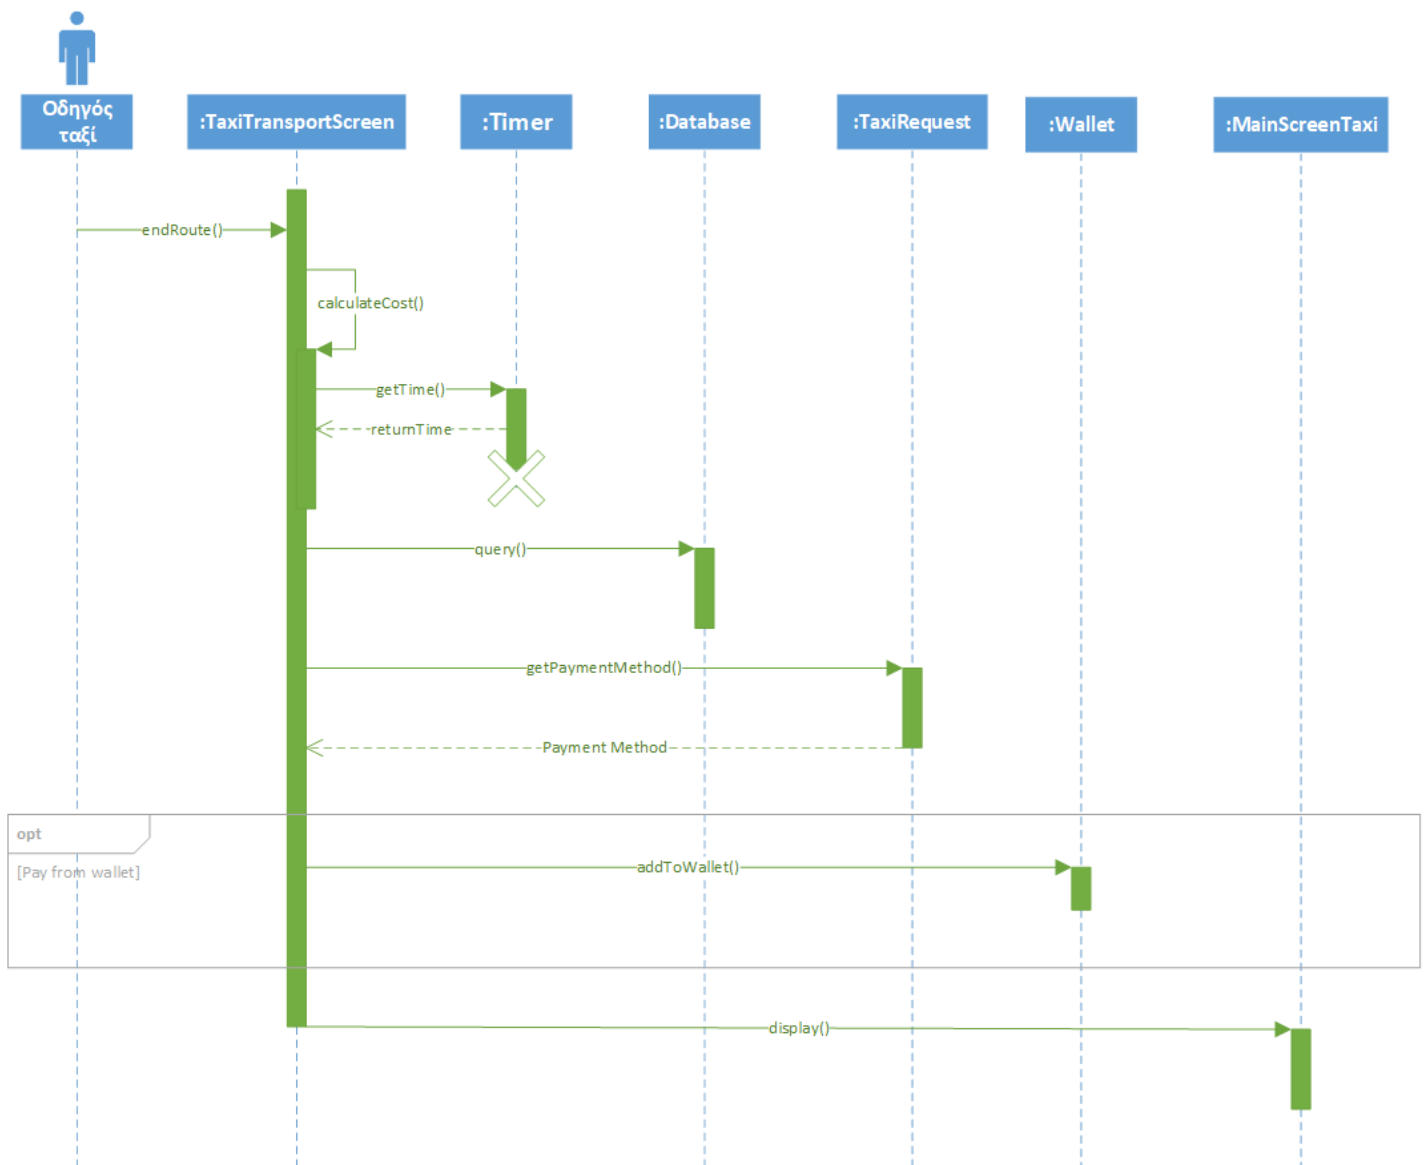 Οδηγός
ταξί
:TaxiTransportScreen
:Timer
:Database
:TaxiRequest
:Wallet
:MainScreenTaxi
endRoute()
calculateCost()
getTime()
returnTime
query()
getPaymentMethod()
Payment Method
opt
[Pay from wallet]
addToWallet()
display()